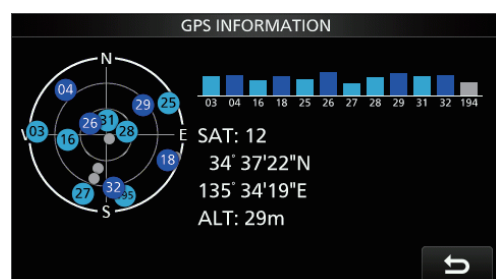 GPS INFORMATION
N
04
29
25
26
31
03
28
16
E
18
27
32
S
03 04 16 18 25 26 27 28 29 31 32 194
SAT: 12
34°37'22"N
135°34'19"E
ALT: 29m